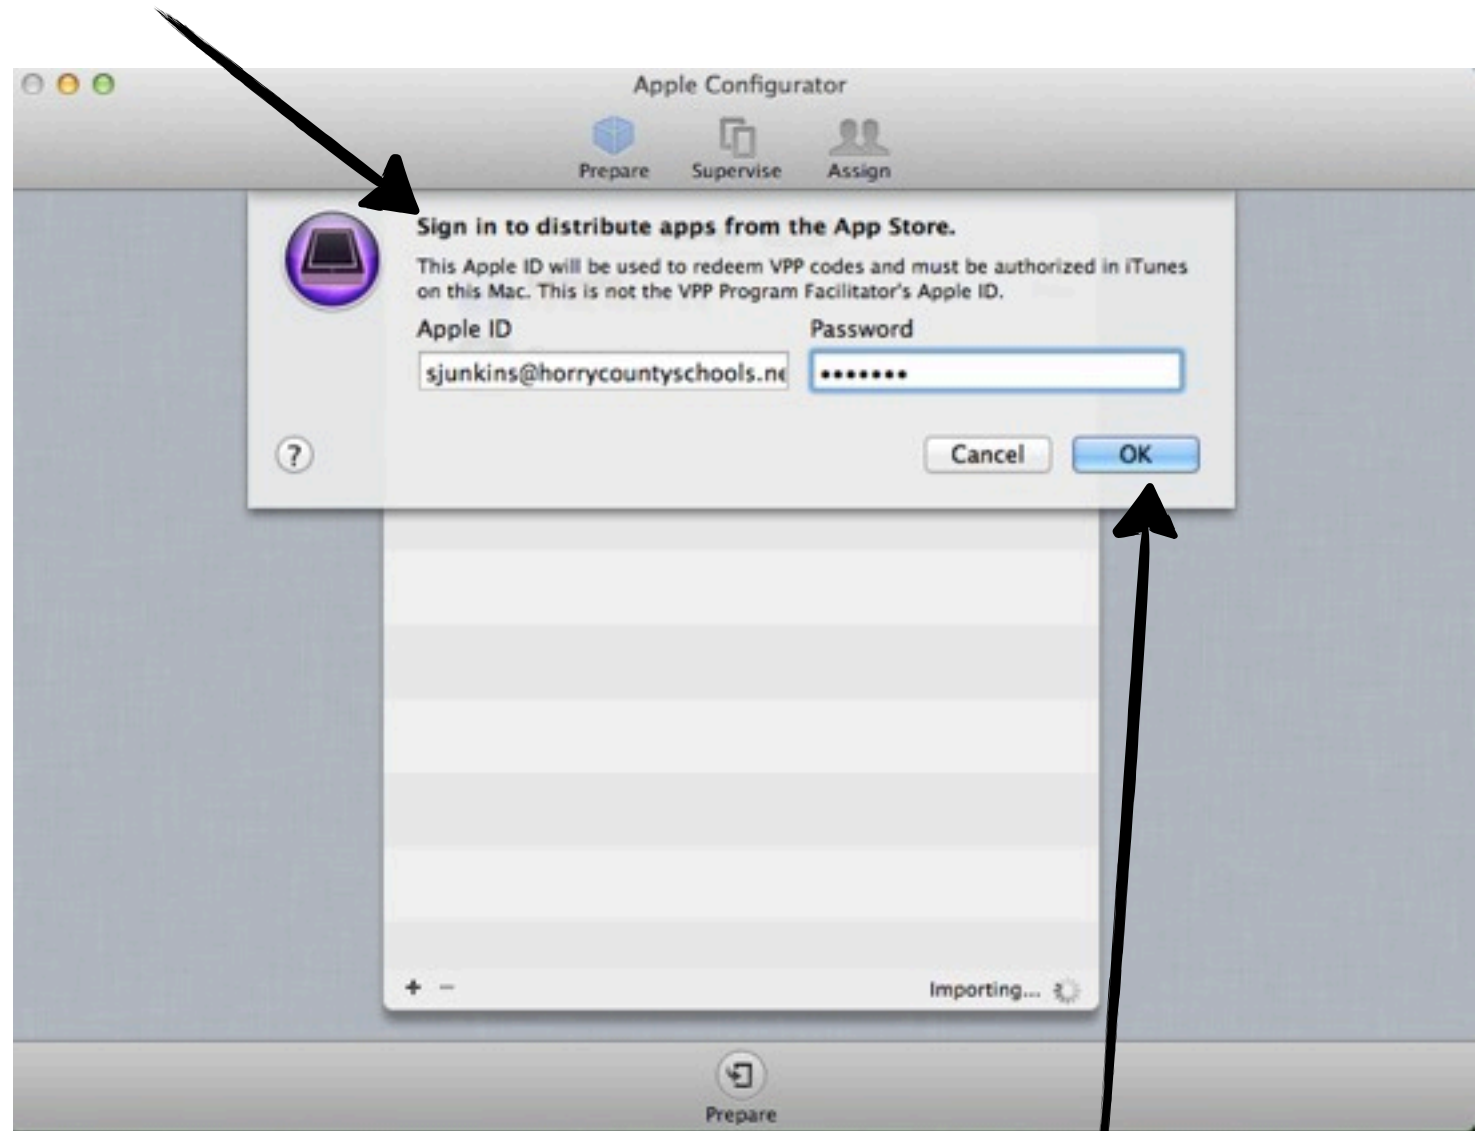 Apple Configurator
Prepare Supervise Assign
Sign in to distribute apps from the App Store.
This Apple ID will be used to redeem VPP codes and must be authorized in iTunes
on this Mac. This is not the VPP Program Facilitator's Apple ID.
Apple ID Password
sjunkins@horrycountyschools.ne •••••••
? Cancel OK
+ − Importing...
Prepare